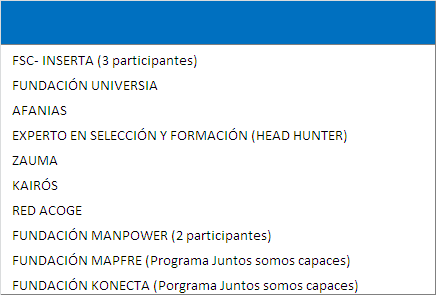 FSC- INSERTA (3 participantes)
FUNDACIÓN UNIVERSIA
AFANIAS
EXPERTO EN SELECCIÓN Y FORMACIÓN (HEAD HUNTER)
ZAUMA
KAIRÓS
RED ACOGE
FUNDACIÓN MANPOWER (2 participantes)
FUNDACIÓN MAPFRE (Programa Juntos somos capaces)
FUNDACIÓN KONECTA (Porgrama Juntos somos capaces)